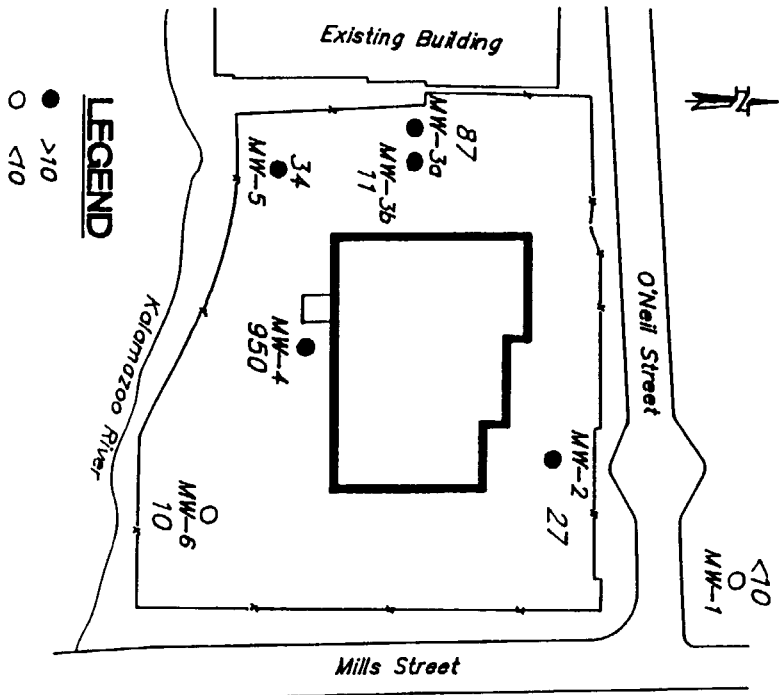 Existing Building
N
O'Neil Street
<10
MW-1
87
MW-3a
MW-3b
11
34
MW-5
MW-4
950
MW-2
27
MW-6
10
Kalamazoo River
Mills Street
LEGEND
>10
<10